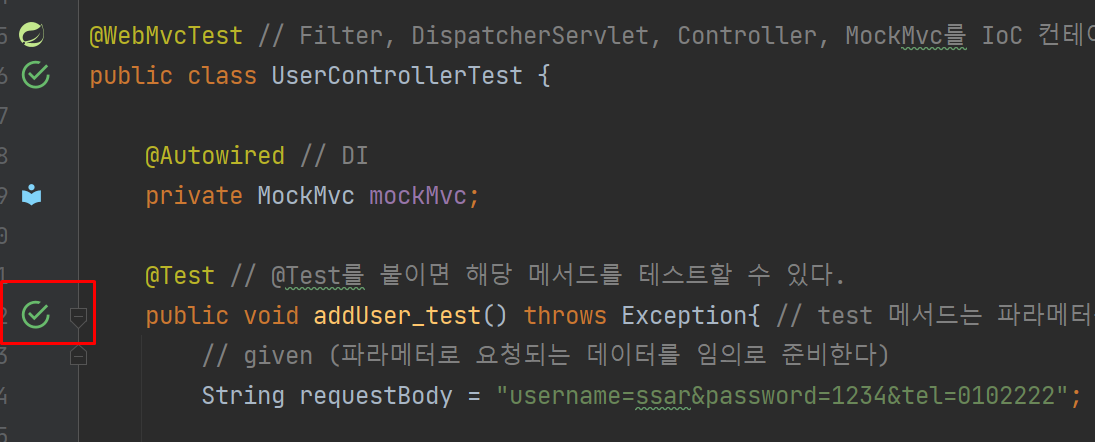 5 @WebMvcTest // Filter, DispatcherServlet, Controller, MockMvc를 IoC
6 public class UserControllerTest {
7
8 @Autowired // DI
9 private MockMvc mockMvc;
0
1 @Test // @Test를 붙이면 해당 메서드를 테스트할 수 있다.
2 public void addUser_test() throws Exception{ // test 메서드는 파라메터
3 // given (파라메터로 요청되는 데이터를 임의로 준비한다)
4 String requestBody = "username=ssar&password=1234&tel=0102222";
5